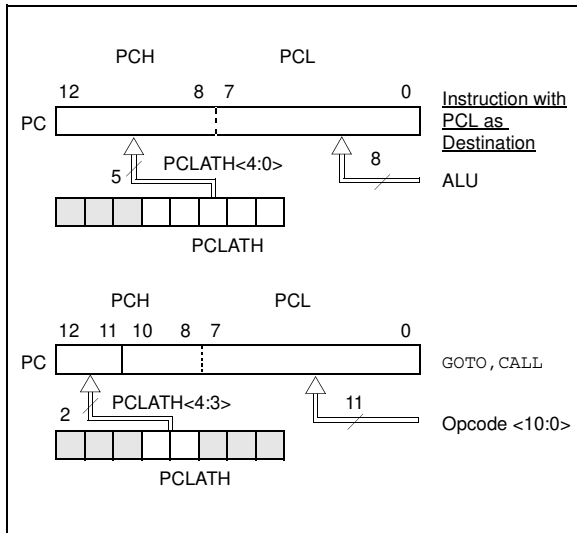 PCH PCL
12 8 7 0
PC
Instruction with
PCL as
Destination
5 PCLATH<4:0> 8
ALU
PCLATH
PCH PCL
12 11 10 8 7 0
PC GOTO, CALL
2 PCLATH<4:3> 11
Opcode <10:0>
PCLATH